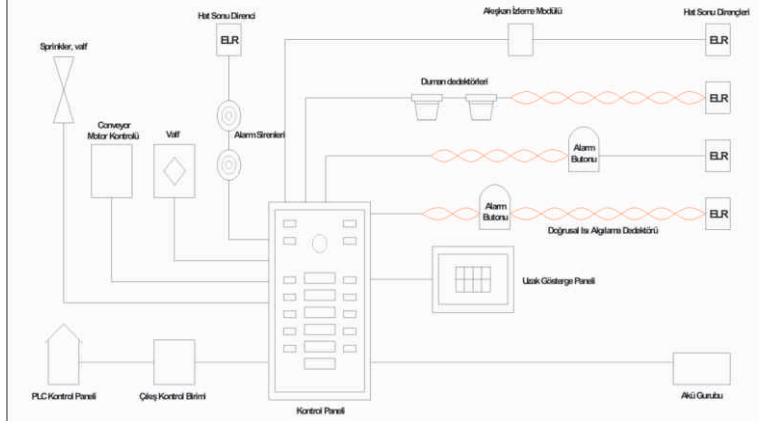 Hat Sonu Direnci
Akışkan İzleme Modülü
Hat Sonu Dirençleri
ELR
ELR
Sprinkler, valf
Duman dedektörleri
ELR
Conveyor
Motor Kontrolü
Valf
Alarm Sirenleri
Alarm
Butonu
ELR
Alarm
Butonu
ELR
Doğrusal Isı Algılama Dedektörü
Uzak Gösterge Paneli
PLC Kontrol Paneli
Çıkış Kontrol Birimi
Kontrol Paneli
Akü Gurubu